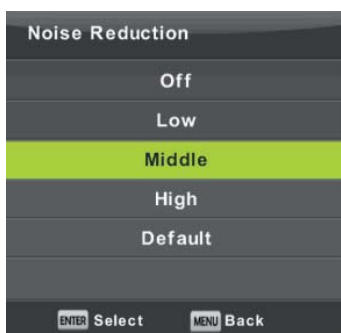 Noise Reduction
Off
Low
Middle
High
Default
ENTER Select MENU Back